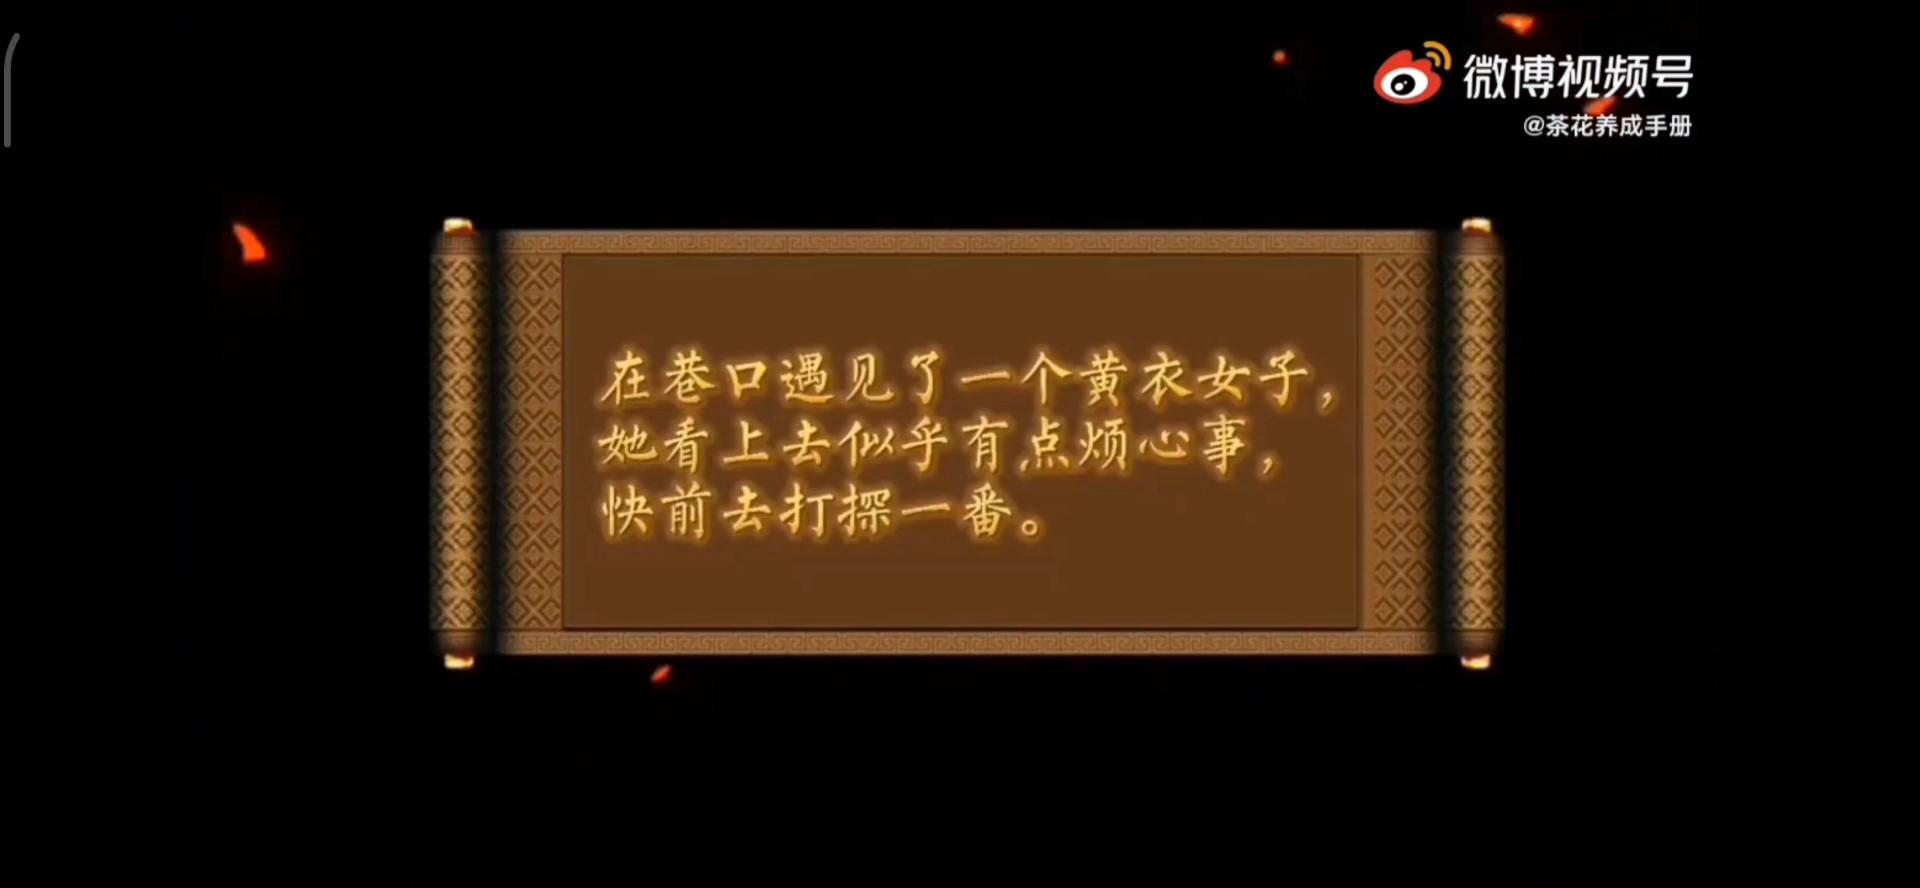 微博视频号
@茶花养成手册
在巷口遇见了一个黄衣女子，
她看上去似乎有点烦心事，
快前去打探一番。